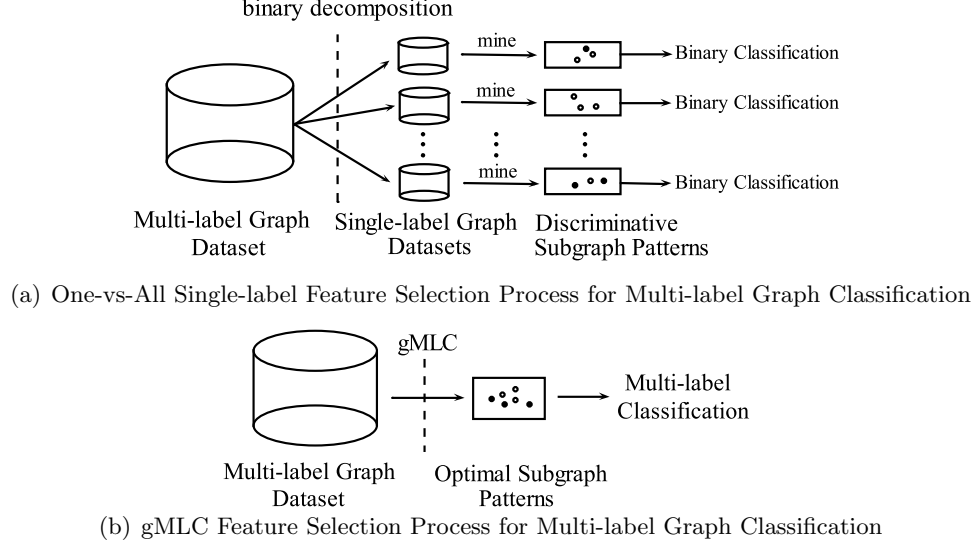 binary decomposition
mine
Binary Classification
mine
Binary Classification
mine
Binary Classification
Multi-label Graph
Dataset
Single-label Graph
Datasets
Discriminative
Subgraph Patterns
(a) One-vs-All Single-label Feature Selection Process for Multi-label Graph Classification
gMLC
Multi-label
Classification
Multi-label Graph
Dataset
Optimal Subgraph
Patterns
(b) gMLC Feature Selection Process for Multi-label Graph Classification